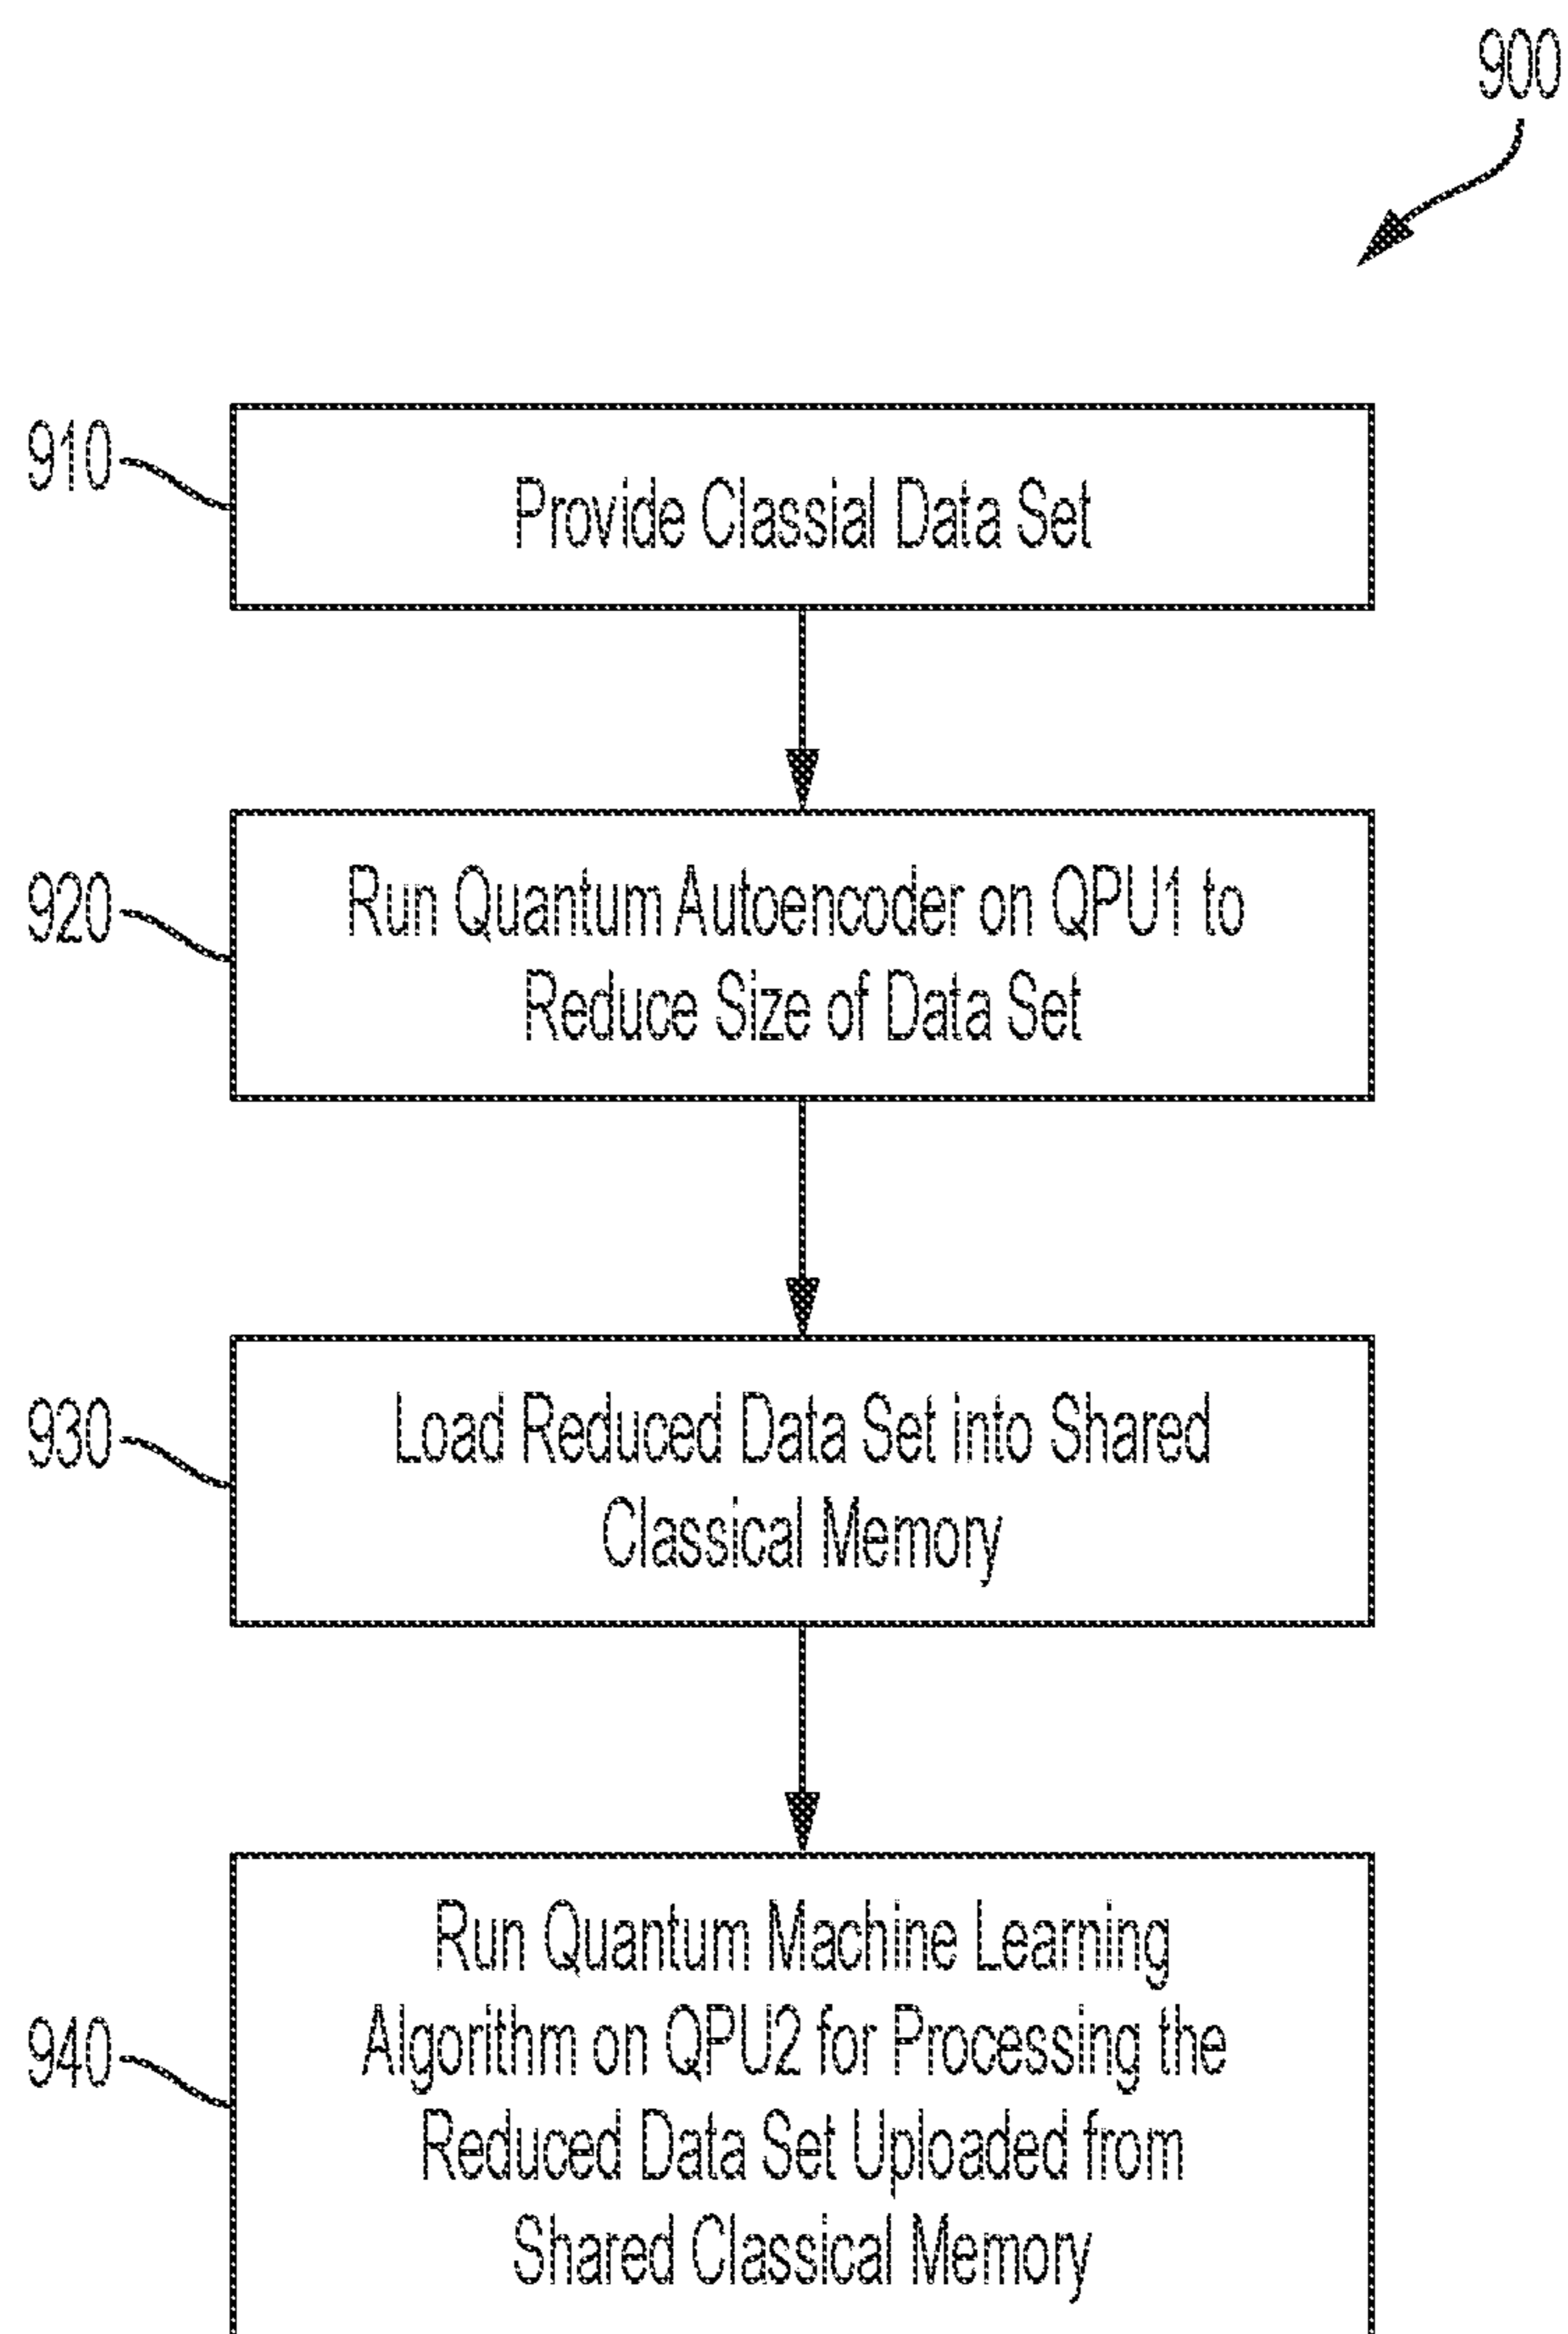 900
910
Provide Classial Data Set
920
Run Quantum Autoencoder on QPU1 to
Reduce Size of Data Set
930
Load Reduced Data Set into Shared
Classical Memory
940
Run Quantum Machine Learning
Algorithm on QPU2 for Processing the
Reduced Data Set Uploaded from
Shared Classical Memory